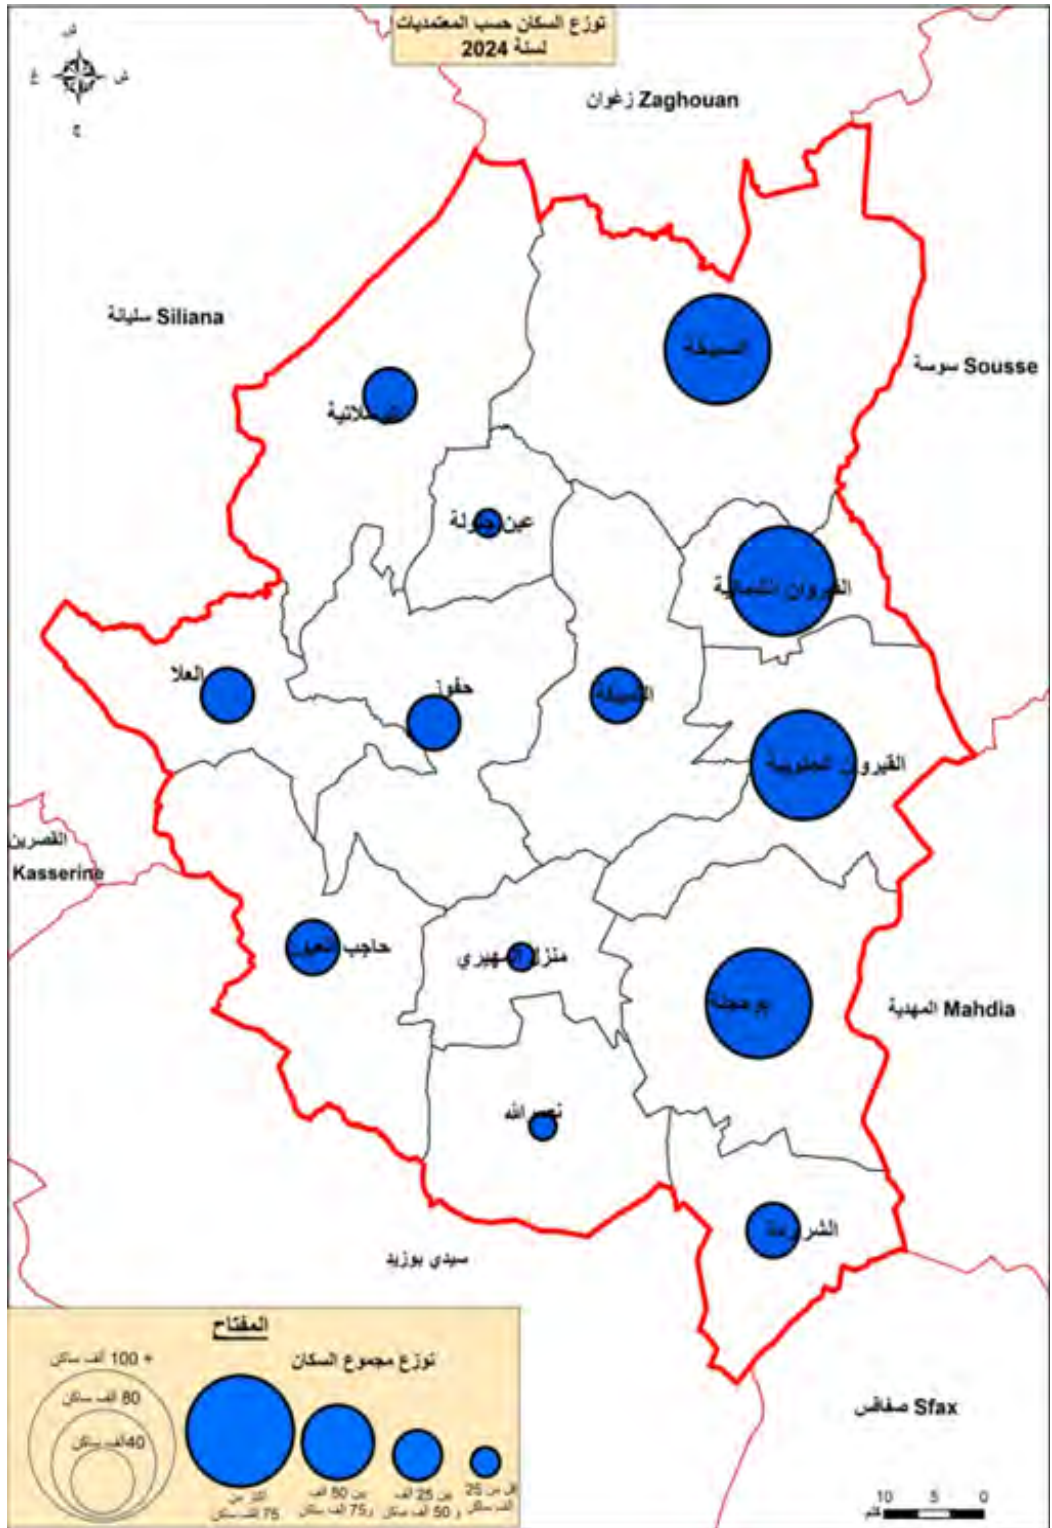 توزع السكان حسب المعتمديات
لسنة 2024
ش
غ
ش
ج
زغوان Zaghouan
سليانة Siliana
سوسة Sousse
السبيخة
عين جلولة
القيروان الشمالية
العلا
حفوز
القيروان الجنوبية
القصرين
Kasserine
حاجب العيون
منزل المهيري
بوحجلة
المهدية Mahdia
نصر الله
الشراردة
سيدي بوزيد
صفاقس Sfax
المفتاح
توزع مجموع السكان
+ 100 ألف ساكن
80 ألف ساكن
40 ألف ساكن
أكثر من
75 ألف ساكن
بين 50 ألف
و 75 ألف ساكن
بين 25 ألف
و 50 ألف ساكن
أقل من 25
ألف ساكن
10 5 0
كلم